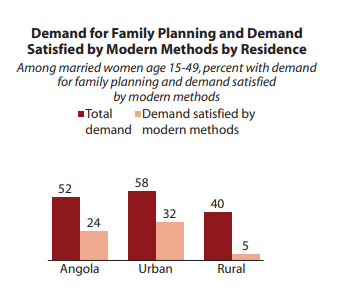 Demand for Family Planning and Demand
Satisfied by Modern Methods by Residence
Among married women age 15-49, percent with demand
for family planning and demand satisfied
by modern methods
Total demand
Demand satisfied by modern methods
52
24
58
32
40
5
Angola
Urban
Rural